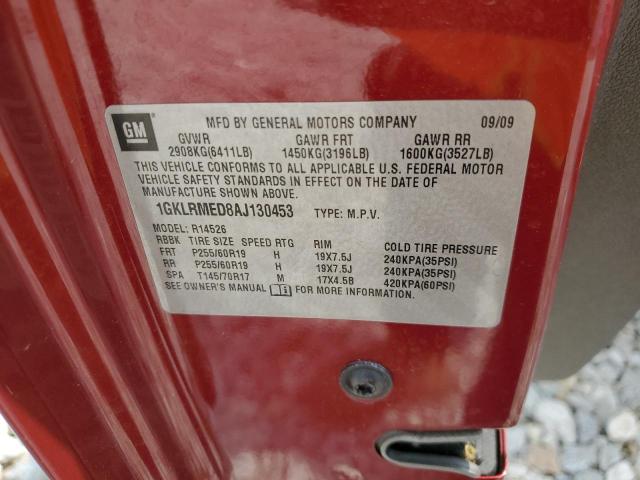 GM
MFD BY GENERAL MOTORS COMPANY 09/09
GVWR GAWR FRT GAWR RR
2908KG(6411LB) 1450KG(3196LB) 1600KG(3527LB)
THIS VEHICLE CONFORMS TO ALL APPLICABLE U.S. FEDERAL MOTOR
VEHICLE SAFETY STANDARDS IN EFFECT ON THE DATE OF
MANUFACTURE SHOWN ABOVE.
1GKLRMED8AJ130453 TYPE: M.P.V.
MODEL: R14526
RBBK TIRE SIZE SPEED RTG RIM COLD TIRE PRESSURE
FRT P255/60R19 H 19X7.5J 240KPA(35PSI)
RR P255/60R19 H 19X7.5J 240KPA(35PSI)
SPA T145/70R17 M 17X4.5B 420KPA(60PSI)
SEE OWNER'S MANUAL FOR MORE INFORMATION.